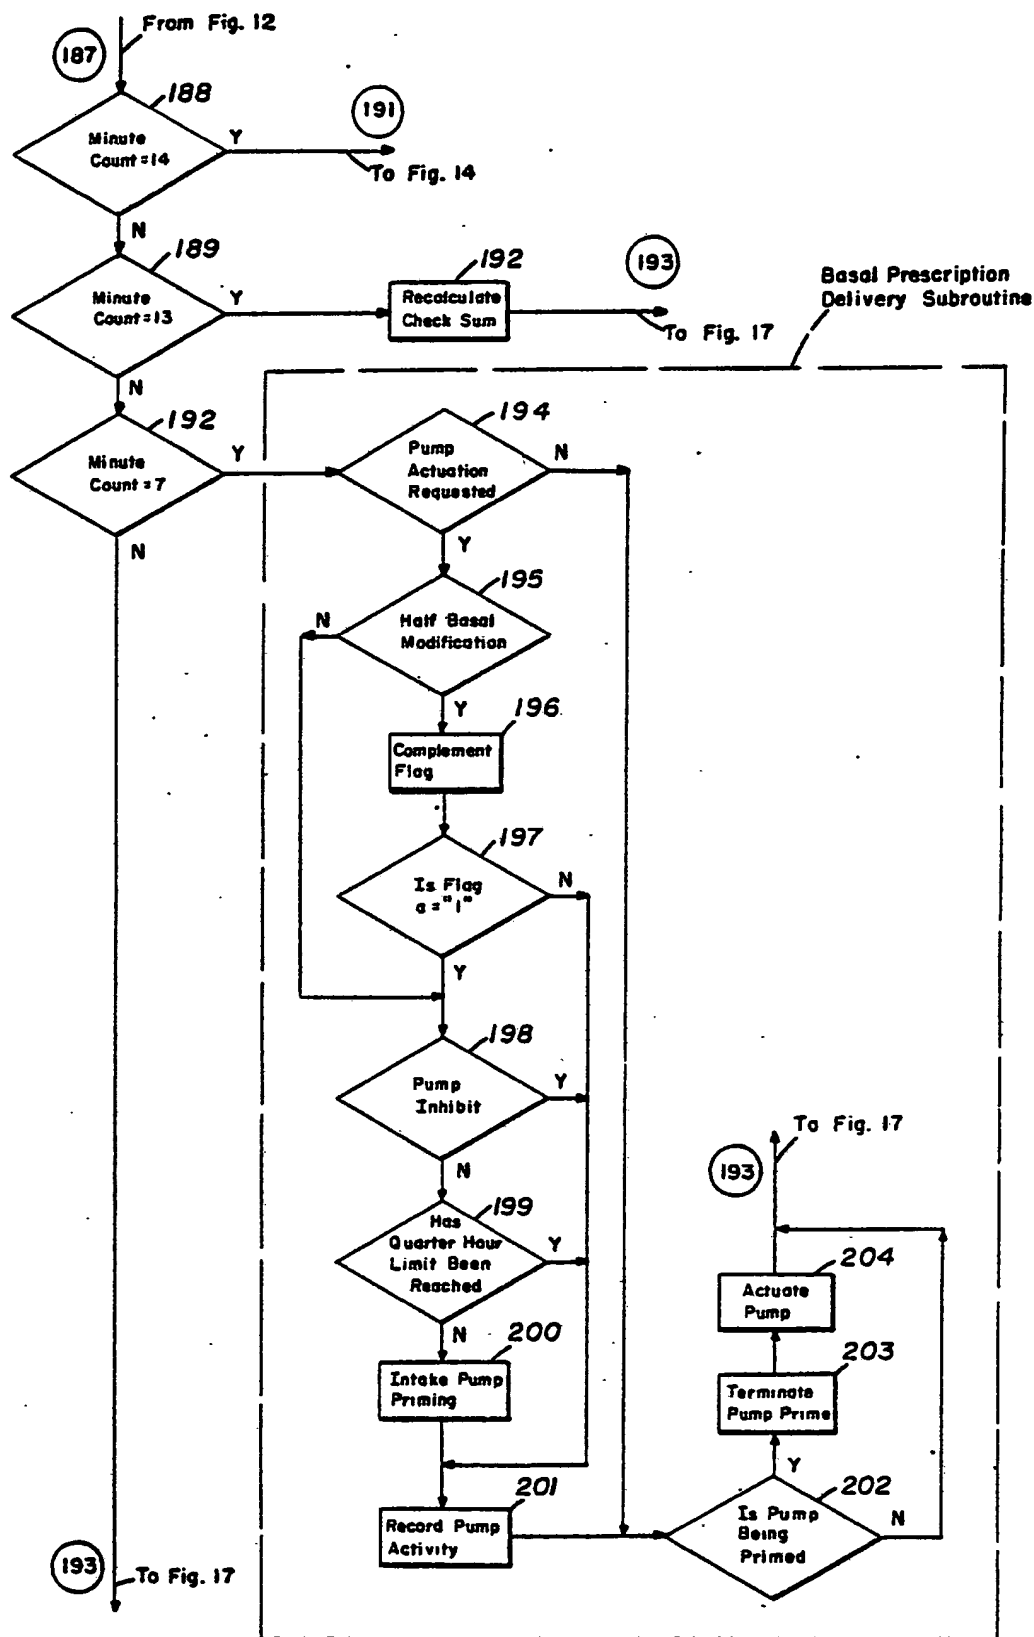 From Fig. 12
187
188
Minute
Count = 14
Y
191
To Fig. 14
N
189
Minute
Count = 13
Y
192
Recalculate
Check Sum
193
To Fig. 17
Basal Prescription
Delivery Subroutine
N
192
Minute
Count = 7
Y
N
194
Pump
Actuation
Requested
N
Y
195
Half Basal
Modification
N
Y
196
Complement
Flag
197
Is Flag
a = "1"
N
Y
198
Pump
Inhibit
Y
N
199
Has
Quarter Hour
Limit Been
Reached
Y
N
200
Intake Pump
Priming
201
Record Pump
Activity
202
Is Pump
Being
Primed
N
Y
203
Terminate
Pump Prime
204
Actuate
Pump
193
To Fig. 17
193
To Fig. 17